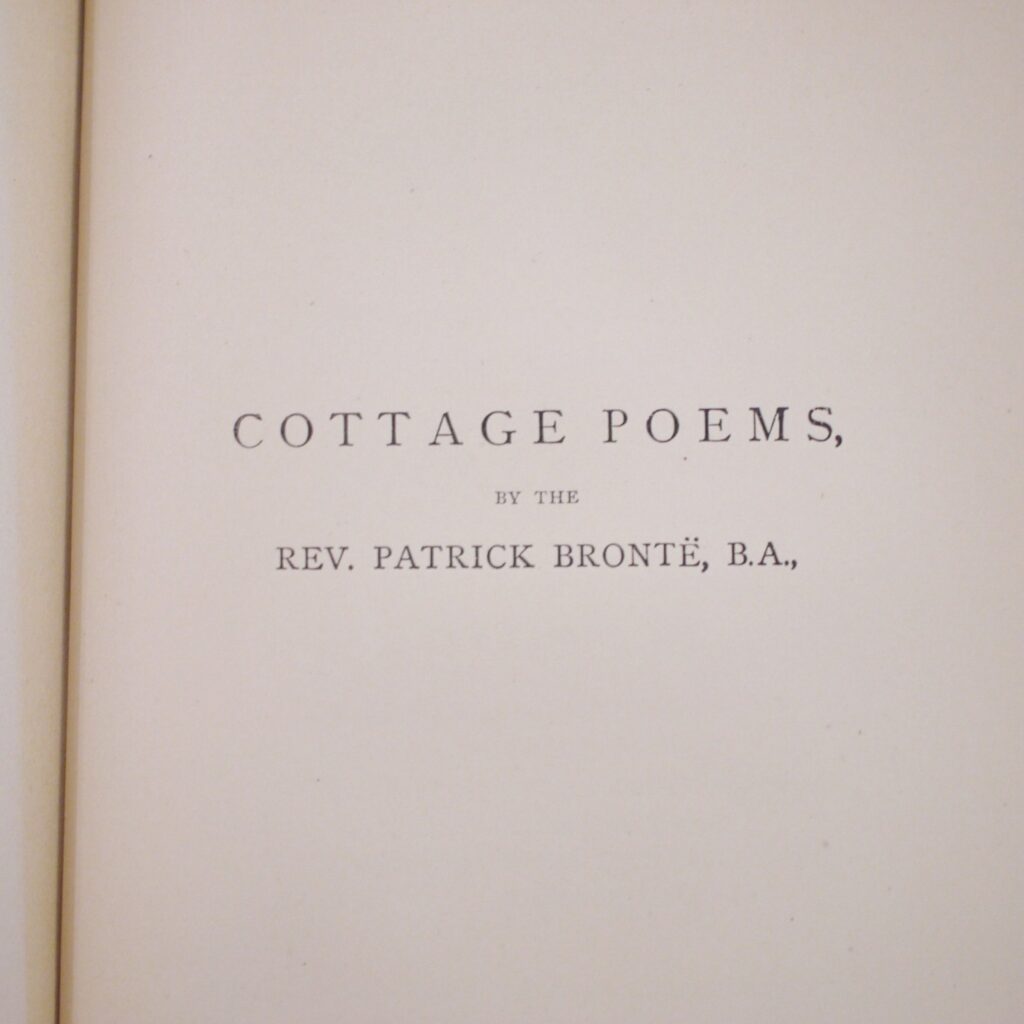 COTTAGE POEMS,
BY THE
REV. PATRICK BRONTË, B.A.,